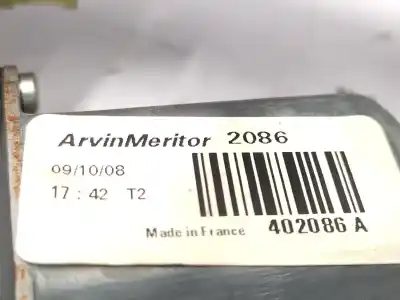 ArvinMeritor 2086
09/10/08
17 : 42 T2
Made in France 402086 A